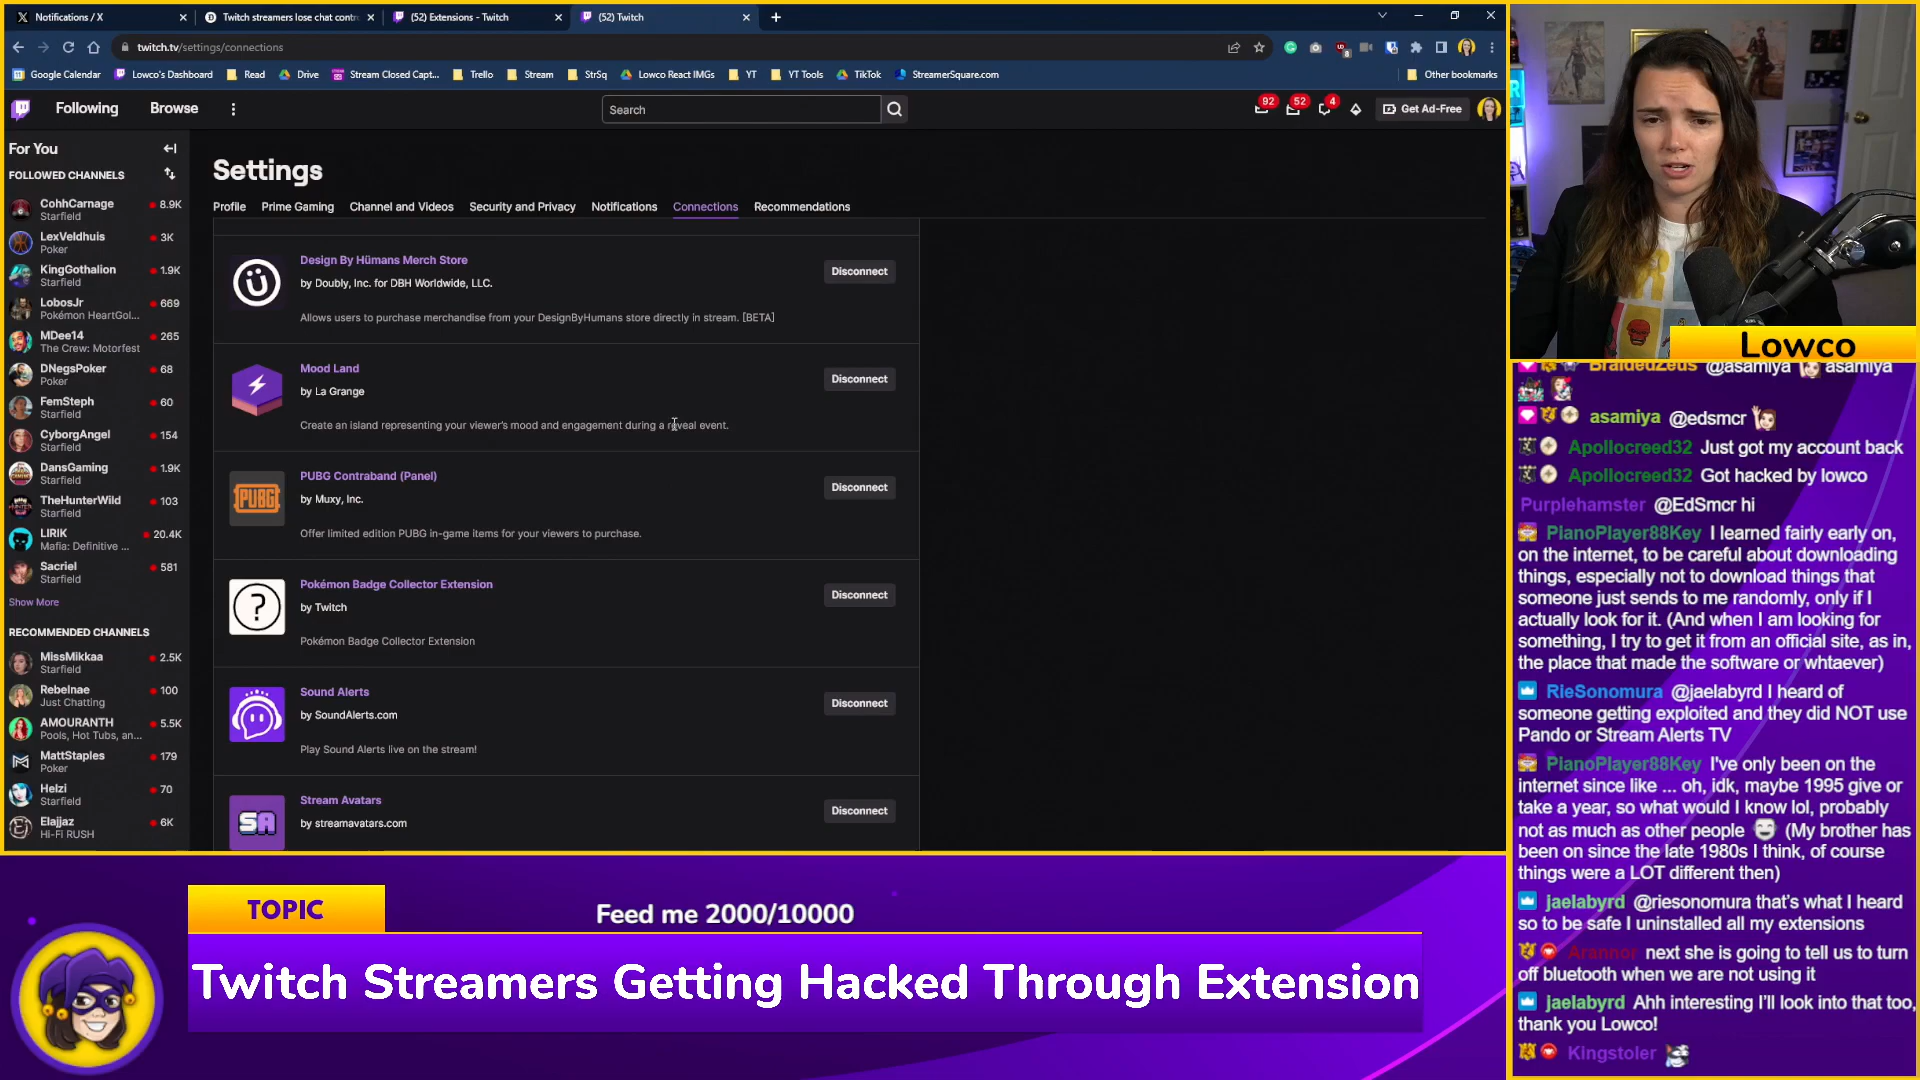 Notifications / X
Twitch streamers lose chat contr
(52) Extensions - Twitch
(52) Twitch
twitch.tv/settings/connections
Google Calendar
Lowco's Dashboard
Read
Drive
Stream Closed Capt...
Trello
Stream
StrSq
Lowco React IMGs
YT
YT Tools
TikTok
StreamerSquare.com
Other bookmarks
Following
Browse
Search
92
52
4
Get Ad-Free
For You
FOLLOWED CHANNELS
CohhCarnage
8.9K
Starfield
LexVeldhuis
3K
Poker
KingGothalion
1.9K
Starfield
LobosJr
669
Pokémon HeartGol...
MDee14
265
The Crew: Motorfest
DNegsPoker
68
Poker
FemSteph
60
Starfield
CyborgAngel
154
Starfield
DansGaming
1.9K
Starfield
TheHunterWild
103
Starfield
LIRIK
20.4K
Mafia: Definitive ...
Sacriel
581
Starfield
Show More
RECOMMENDED CHANNELS
MissMikkaa
2.5K
Starfield
Rebelnae
100
Just Chatting
AMOURANTH
5.5K
Pools, Hot Tubs, an...
MattStaples
179
Poker
Helzi
70
Starfield
Elajjaz
6K
Hi-Fi RUSH
Settings
Profile
Prime Gaming
Channel and Videos
Security and Privacy
Notifications
Connections
Recommendations
Design By Hümans Merch Store
by Doubly, Inc. for DBH Worldwide, LLC.
Disconnect
Allows users to purchase merchandise from your DesignByHumans store directly in stream. [BETA]
Mood Land
by La Grange
Disconnect
Create an island representing your viewer's mood and engagement during a reveal event.
PUBG
PUBG Contraband (Panel)
by Muxy, Inc.
Disconnect
Offer limited edition PUBG in-game items for your viewers to purchase.
?
Pokémon Badge Collector Extension
by Twitch
Disconnect
Pokémon Badge Collector Extension
Sound Alerts
by SoundAlerts.com
Disconnect
Play Sound Alerts live on the stream!
SA
Stream Avatars
by streamavatars.com
Disconnect
Lowco
BraidedZeus @asamiya asamiya
asamiya @edsmcr
Apollocreed32 Just got my account back
Apollocreed32 Got hacked by lowco
Purplehamster @EdSmcr hi
PianoPlayer88Key I learned fairly early on,
on the internet, to be careful about downloading
things, especially not to download things that
someone just sends to me randomly, only if I
actually look for it. (And when I am looking for
something, I try to get it from an official site, as in,
the place that made the software or whtaever)
RieSonomura @jaelabyrd I heard of
someone getting exploited and they did NOT use
Pando or Stream Alerts TV
PianoPlayer88Key I've only been on the
internet since like ... oh, idk, maybe 1995 give or
take a year, so what would I know lol, probably
not as much as other people (My brother has
been on since the late 1980s I think, of course
things were a LOT different then)
jaelabyrd @riesonomura that's what I heard
so to be safe I uninstalled all my extensions
Arannor next she is going to tell us to turn
off bluetooth when we are not using it
jaelabyrd Ahh interesting I'll look into that too,
thank you Lowco!
Kingstoler
TOPIC
Feed me 2000/10000
Twitch Streamers Getting Hacked Through Extension